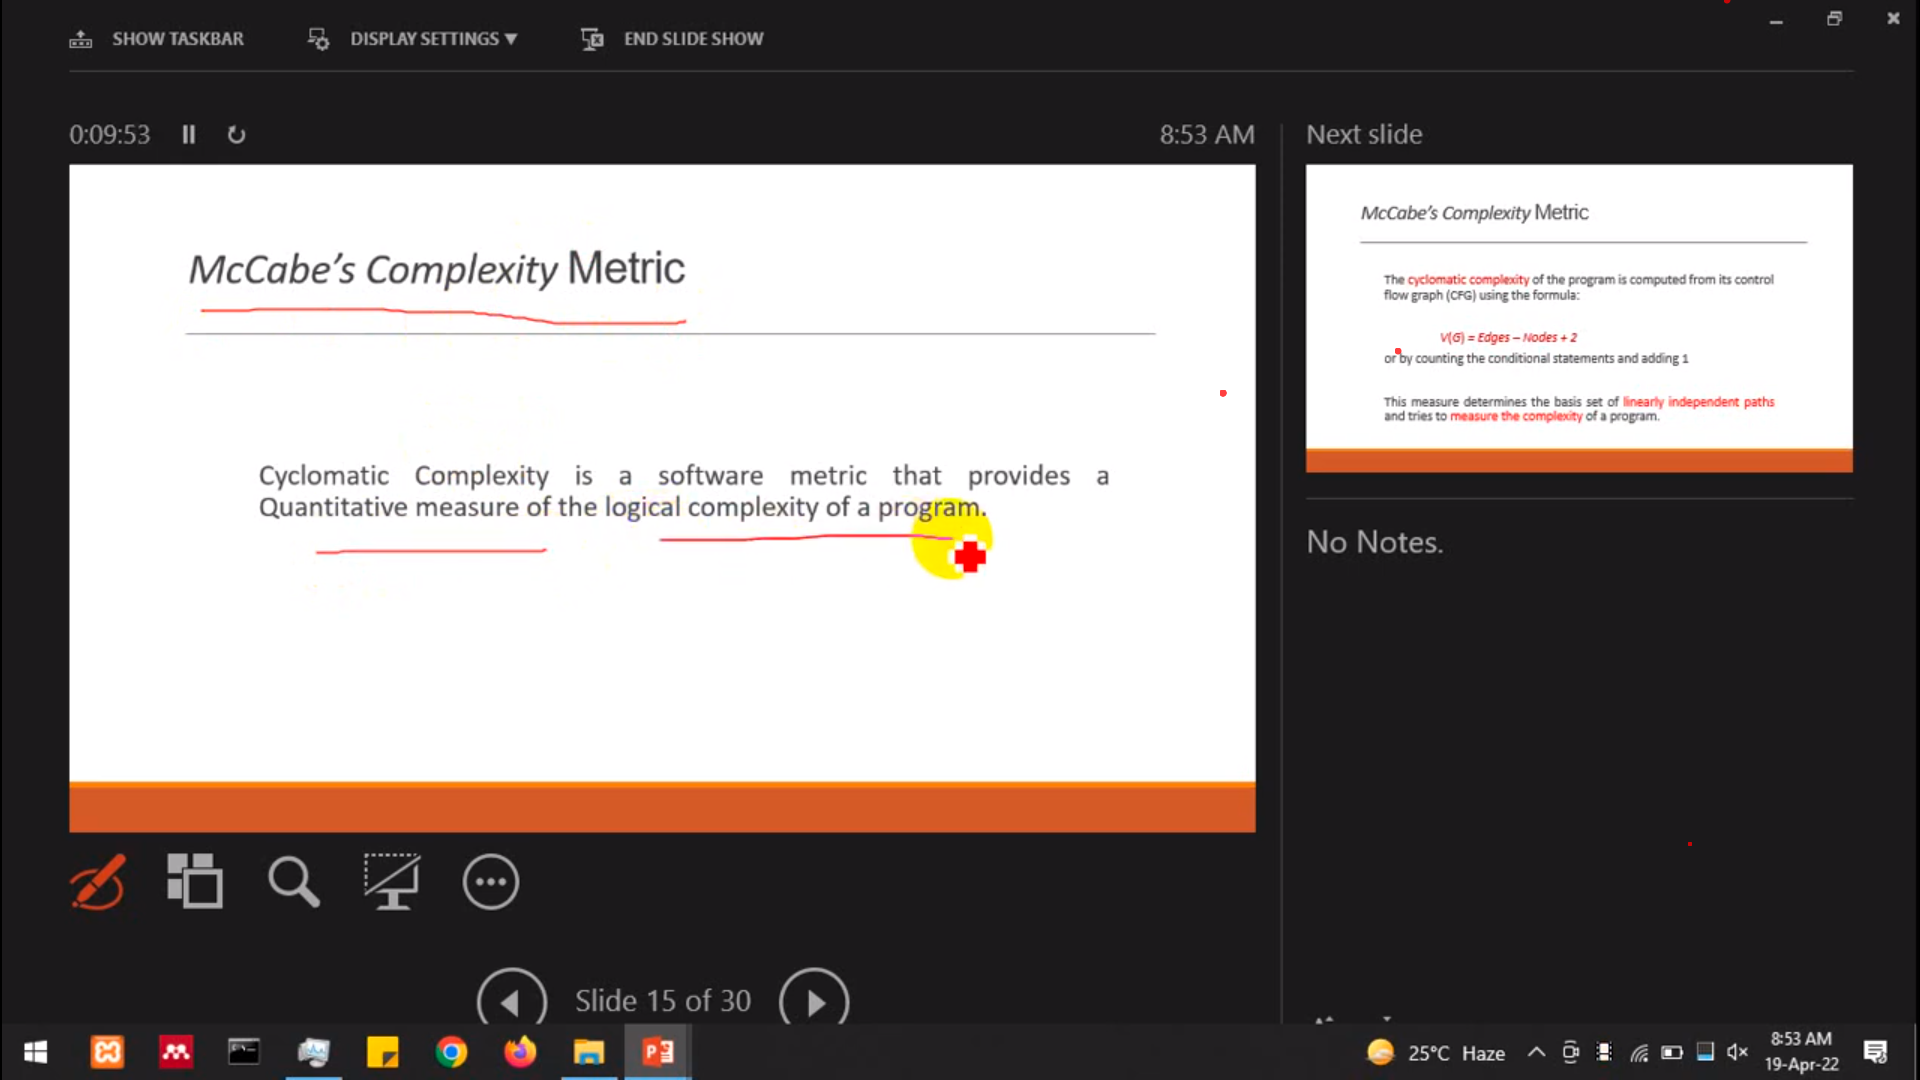 SHOW TASKBAR DISPLAY SETTINGS ▼ END SLIDE SHOW
0:09:53 8:53 AM
McCabe's Complexity Metric
Cyclomatic Complexity is a software metric that provides a
Quantitative measure of the logical complexity of a program.
Slide 15 of 30
Next slide
McCabe's Complexity Metric
The cyclomatic complexity of the program is computed from its control
flow graph (CFG) using the formula:
V(G) = Edges – Nodes + 2
or by counting the conditional statements and adding 1
This measure determines the basis set of linearly independent paths
and tries to measure the complexity of a program.
No Notes.
25°C Haze
8:53 AM
19-Apr-22